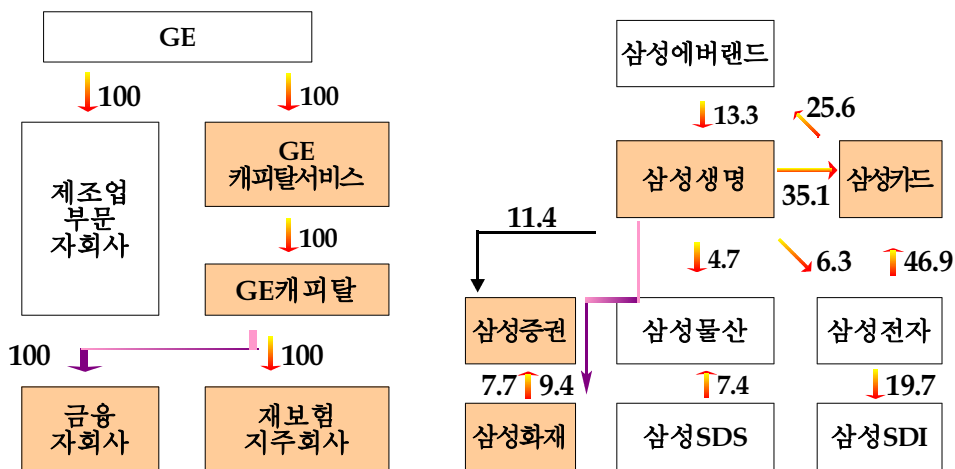 GE
100
100
제조업
부문
자회사
GE
캐피탈서비스
100
GE캐피탈
100
100
금융
자회사
재보험
지주회사
삼성에버랜드
13.3
25.6
삼성생명
35.1
삼성카드
11.4
4.7
6.3
46.9
삼성증권
삼성물산
삼성전자
7.7
9.4
7.4
19.7
삼성화재
삼성SDS
삼성SDI